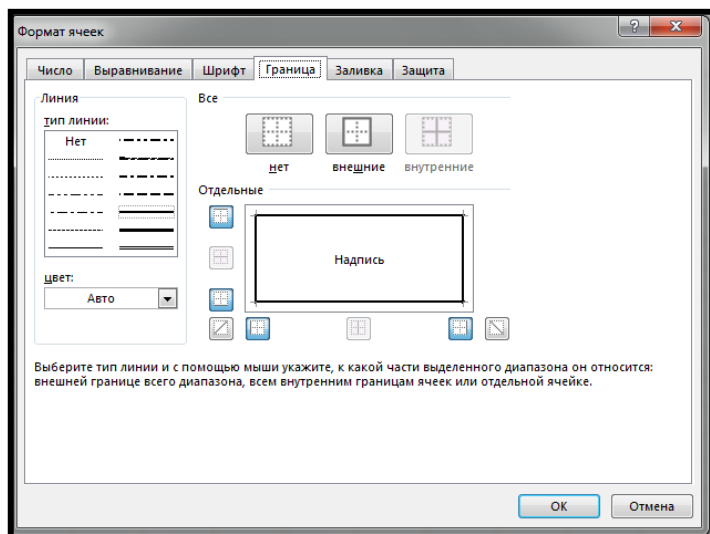 Формат ячеек
Число Выравнивание Шрифт Граница Заливка Защита
Линия
тип линии:
Нет
цвет:
Авто
Все
нет внешние внутренние
Отдельные
Надпись
Выберите тип линии и с помощью мыши укажите, к какой части выделенного диапазона он относится:
внешней границе всего диапазона, всем внутренним границам ячеек или отдельной ячейке.
ОК Отмена